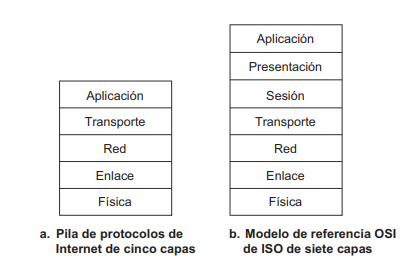 Aplicación
Transporte
Red
Enlace
Física
a. Pila de protocolos de
Internet de cinco capas
Aplicación
Presentación
Sesión
Transporte
Red
Enlace
Física
b. Modelo de referencia OSI
de ISO de siete capas